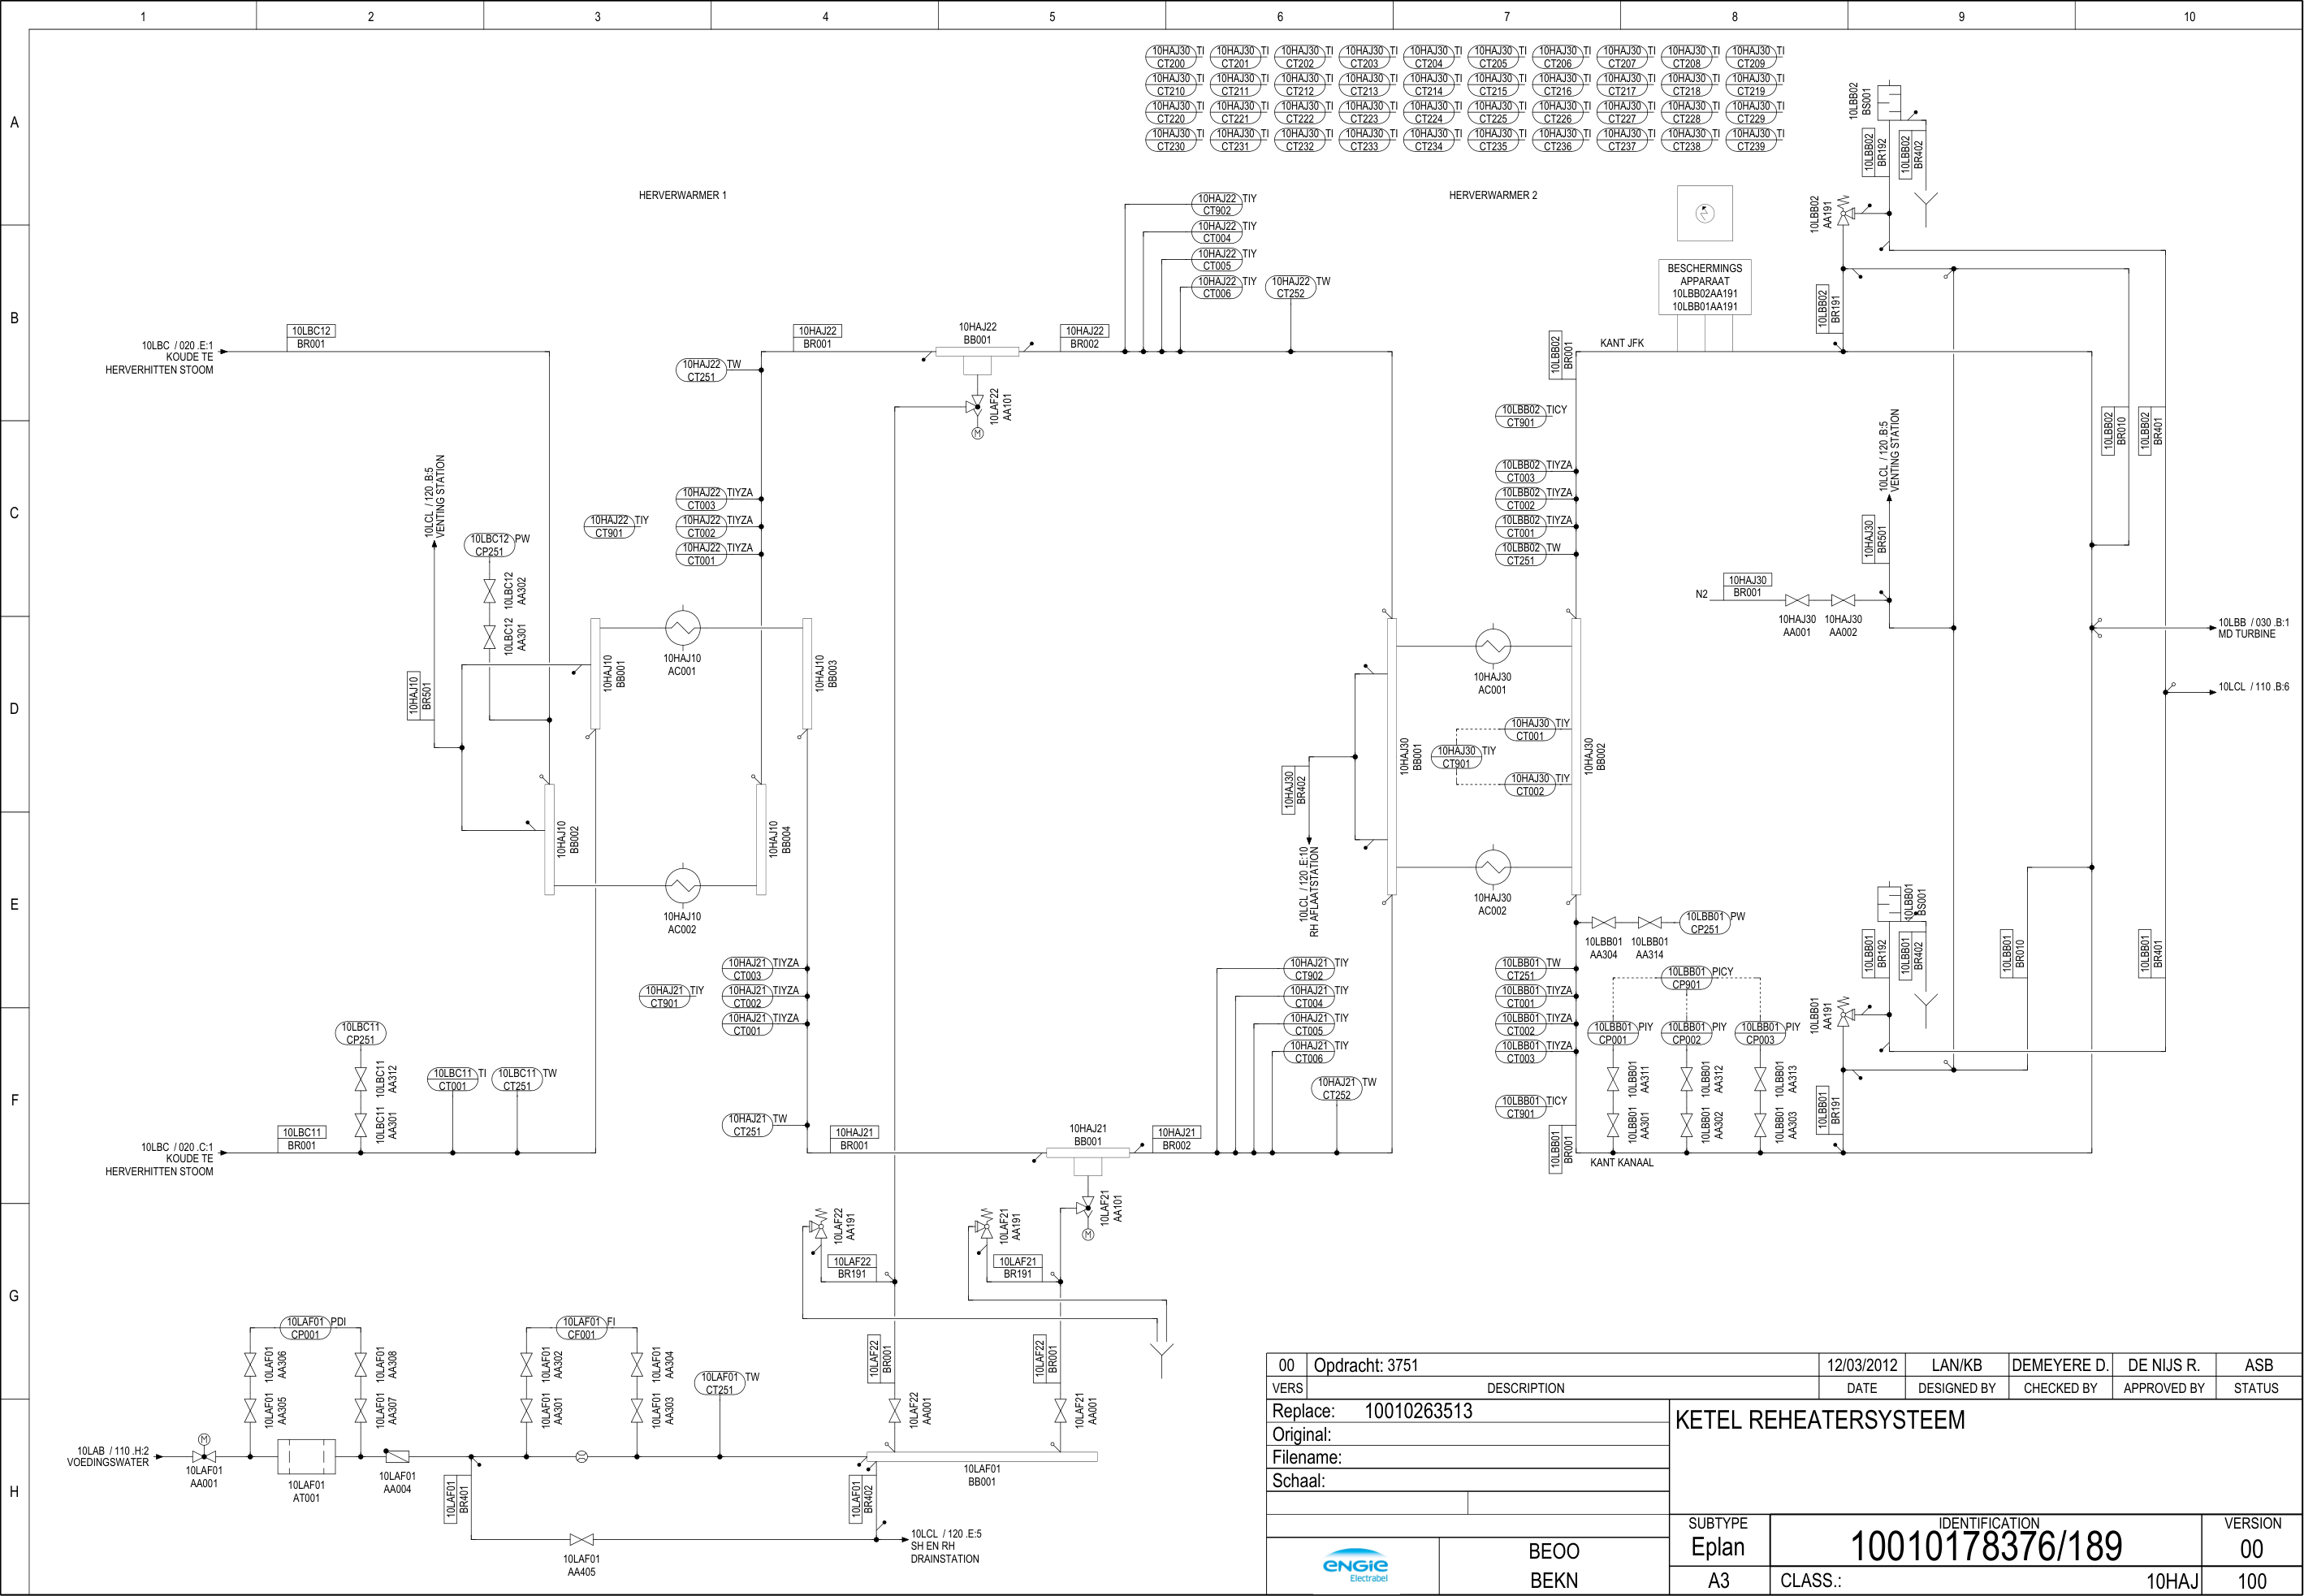 1 2 3 4 5 6 7 8 9 10
A
B
C
D
E
F
G
H
10HAJ30 TI 10HAJ30 TI 10HAJ30 TI 10HAJ30 TI 10HAJ30 TI 10HAJ30 TI 10HAJ30 TI 10HAJ30 TI 10HAJ30 TI 10HAJ30 TI
CT200 CT201 CT202 CT203 CT204 CT205 CT206 CT207 CT208 CT209
10HAJ30 TI 10HAJ30 TI 10HAJ30 TI 10HAJ30 TI 10HAJ30 TI 10HAJ30 TI 10HAJ30 TI 10HAJ30 TI 10HAJ30 TI 10HAJ30 TI
CT210 CT211 CT212 CT213 CT214 CT215 CT216 CT217 CT218 CT219
10HAJ30 TI 10HAJ30 TI 10HAJ30 TI 10HAJ30 TI 10HAJ30 TI 10HAJ30 TI 10HAJ30 TI 10HAJ30 TI 10HAJ30 TI 10HAJ30 TI
CT220 CT221 CT222 CT223 CT224 CT225 CT226 CT227 CT228 CT229
10HAJ30 TI 10HAJ30 TI 10HAJ30 TI 10HAJ30 TI 10HAJ30 TI 10HAJ30 TI 10HAJ30 TI 10HAJ30 TI 10HAJ30 TI 10HAJ30 TI
CT230 CT231 CT232 CT233 CT234 CT235 CT236 CT237 CT238 CT239
HERVERWARMER 1
HERVERWARMER 2
10LBC / 020 .E:1
KOUDE TE
HERVERHITTEN STOOM
10LBC12
BR001
10LCL / 120 .B:5
VENTING STATION
10LBC12 PW
CP251
10LBC12
AA302
10LBC12
AA301
10HAJ10
BR501
10HAJ10
BB001
10HAJ10
BB002
10HAJ10
AC001
10HAJ10
AC002
10HAJ10
BB003
10HAJ10
BB004
10HAJ22 TW
CT251
10HAJ22 TIYZA
CT003
10HAJ22 TIY
CT901
10HAJ22 TIYZA
CT002
10HAJ22 TIYZA
CT001
10HAJ22
BR001
10HAJ22
BB001
10HAJ22
BR002
10LAF22
AA101
M
10HAJ22 TIY
CT902
10HAJ22 TIY
CT004
10HAJ22 TIY
CT005
10HAJ22 TIY
CT006
10HAJ22 TW
CT252
BESCHERMINGS
APPARAAT
10LBB02AA191
10LBB01AA191
KANT JFK
10LBB02
BR001
10LBB02 TICY
CT901
10LBB02 TIYZA
CT003
10LBB02 TIYZA
CT002
10LBB02 TIYZA
CT001
10LBB02 TW
CT251
10LBB02
BS001
10LBB02
BR192
10LBB02
BR402
10LBB02
AA191
10LBB02
BR191
10LBB02
BR010
10LBB02
BR401
10LCL / 120 .B:5
VENTING STATION
10HAJ30
BR501
N2
10HAJ30
BR001
10HAJ30
AA001
10HAJ30
AA002
10LBB / 030 .B:1
MD TURBINE
10LCL / 110 .B:6
10HAJ30
AC001
10HAJ30 TIY
CT001
10HAJ30 TIY
CT901
10HAJ30 TIY
CT002
10HAJ30
BB001
10HAJ30
BB002
10HAJ30
BR402
10LCL / 120 .E:10
RH AFLAATSTATION
10HAJ30
AC002
10LBB01
AA304
10LBB01
AA314
10LBB01 PW
CP251
10LBB01 TW
CT251
10LBB01 TIYZA
CT001
10LBB01 TIYZA
CT002
10LBB01 TIYZA
CT003
10LBB01 TICY
CT901
10LBB01
BR001
KANT KANAAL
10LBB01 PICY
CP901
10LBB01 PIY
CP001
10LBB01 PIY
CP002
10LBB01 PIY
CP003
10LBB01
AA311
10LBB01
AA312
10LBB01
AA313
10LBB01
AA301
10LBB01
AA302
10LBB01
AA303
10LBB01
BS001
10LBB01
BR192
10LBB01
BR402
10LBB01
AA191
10LBB01
BR191
10LBB01
BR010
10LBB01
BR401
10HAJ21 TIYZA
CT003
10HAJ21 TIY
CT901
10HAJ21 TIYZA
CT002
10HAJ21 TIYZA
CT001
10HAJ21 TW
CT251
10HAJ21
BR001
10HAJ21
BB001
10HAJ21
BR002
10HAJ21 TIY
CT902
10HAJ21 TIY
CT004
10HAJ21 TIY
CT005
10HAJ21 TIY
CT006
10HAJ21 TW
CT252
10LBC11
CP251
10LBC11
AA312
10LBC11
AA301
10LBC11 TI
CT001
10LBC11 TW
CT251
10LBC11
BR001
10LBC / 020 .C:1
KOUDE TE
HERVERHITTEN STOOM
10LAF21
AA101
M
10LAF22
AA191
10LAF22
BR191
10LAF21
AA191
10LAF21
BR191
10LAF22
BR001
10LAF22
BR001
10LAF22
AA001
10LAF21
AA001
10LAF01 PDI
CP001
10LAF01
AA306
10LAF01
AA308
10LAF01
AA305
10LAF01
AA307
10LAF01 FI
CF001
10LAF01
AA302
10LAF01
AA304
10LAF01
AA301
10LAF01
AA303
10LAF01 TW
CT251
10LAB / 110 .H:2
VOEDINGSWATER
M
10LAF01
AA001
10LAF01
AT001
10LAF01
AA004
10LAF01
BR401
10LAF01
AA405
10LAF01
BR402
10LAF01
BB001
10LCL / 120 .E:5
SH EN RH
DRAINSTATION
00 Opdracht: 3751 12/03/2012 LAN/KB DEMEYERE D. DE NIJS R. ASB
VERS DESCRIPTION DATE DESIGNED BY CHECKED BY APPROVED BY STATUS
Replace: 10010263513
Original:
Filename:
Schaal:
KETEL REHEATERSYSTEEM
ENGIE
Electrabel
BEOO
BEKN
SUBTYPE
Eplan
A3
IDENTIFICATION
10010178376/189
CLASS.: 10HAJ
VERSION
00
100